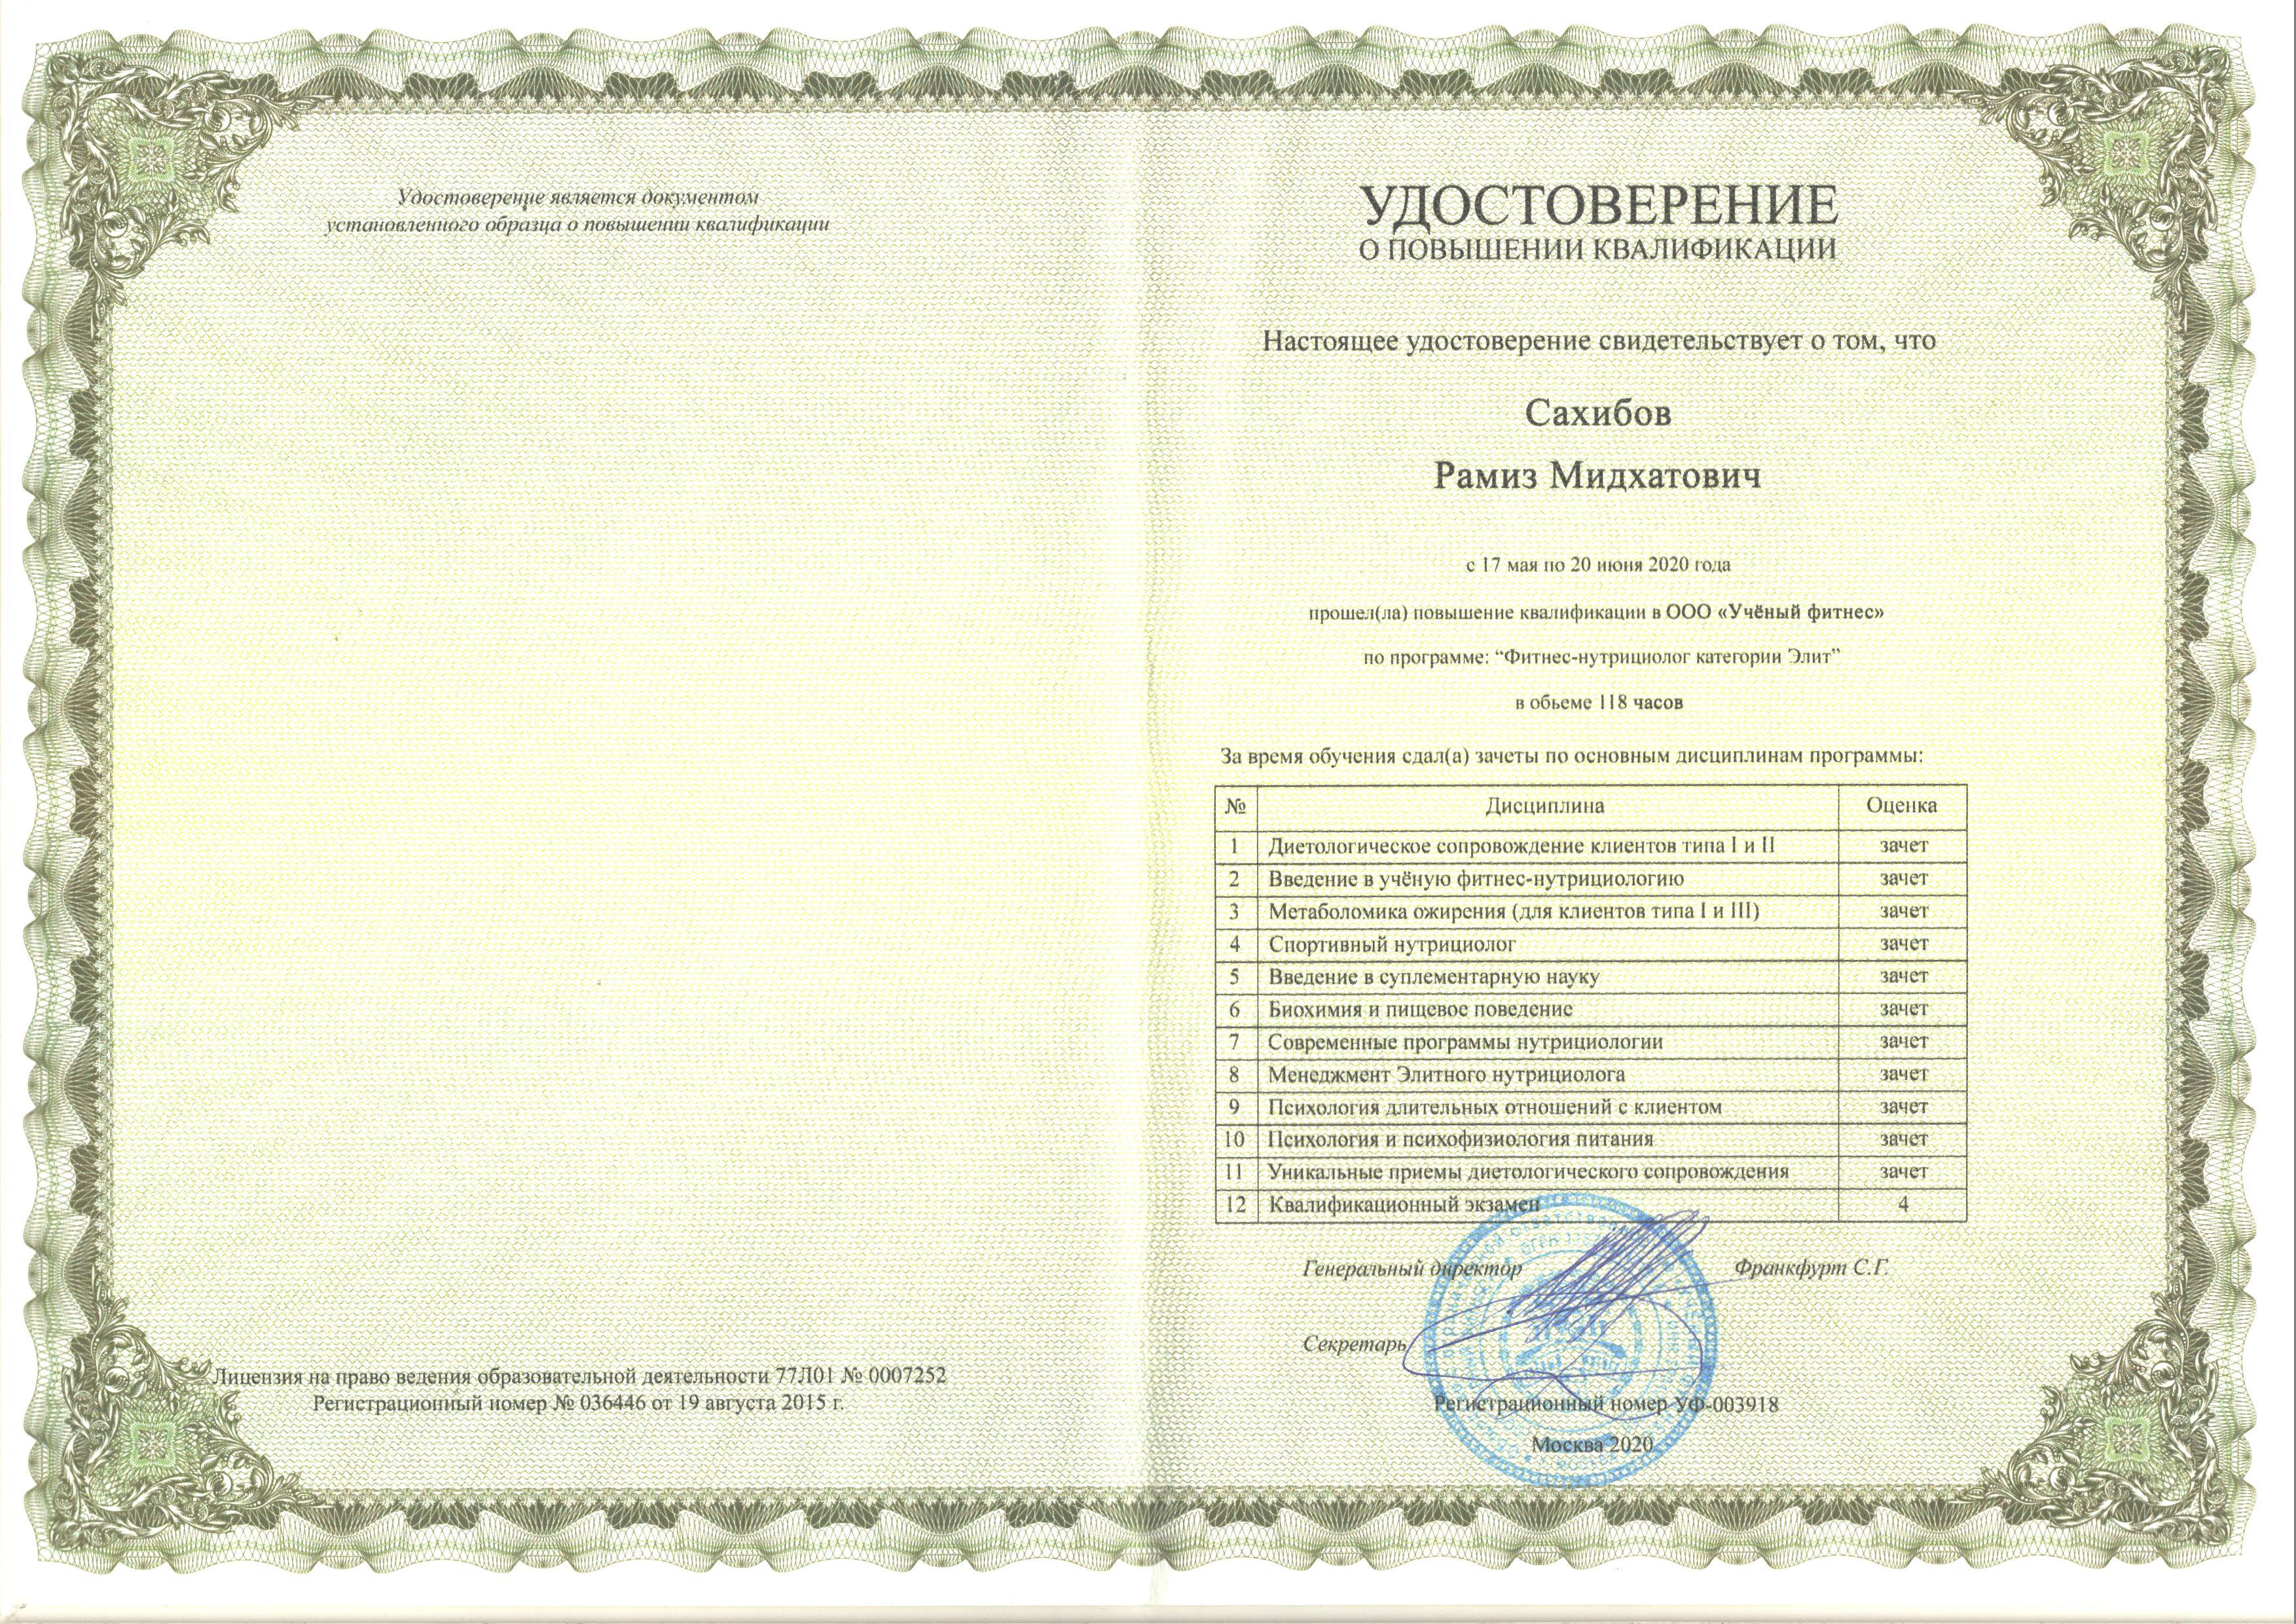 Удостоверение является документом
установленного образца о повышении квалификации
Лицензия на право ведения образовательной деятельности 77Л01 № 0007252
Регистрационный номер № 036446 от 19 августа 2015 г.
УДОСТОВЕРЕНИЕ
О ПОВЫШЕНИИ КВАЛИФИКАЦИИ
Настоящее удостоверение свидетельствует о том, что
Сахибов
Рамиз Мидхатович
с 17 мая по 20 июня 2020 года
прошел(ла) повышение квалификации в ООО «Учёный фитнес»
по программе: “Фитнес-нутрициолог категории Элит”
в обьеме 118 часов
За время обучения сдал(а) зачеты по основным дисциплинам программы:
№ Дисциплина Оценка
1 Диетологическое сопровождение клиентов типа I и II зачет
2 Введение в учёную фитнес-нутрициологию зачет
3 Метаболомика ожирения (для клиентов типа I и III) зачет
4 Спортивный нутрициолог зачет
5 Введение в суплементарную науку зачет
6 Биохимия и пищевое поведение зачет
7 Современные программы нутрициологии зачет
8 Менеджмент Элитного нутрициолога зачет
9 Психология длительных отношений с клиентом зачет
10 Психология и психофизиология питания зачет
11 Уникальные приемы диетологического сопровождения зачет
12 Квалификационный экзамен 4
Генеральный директор Франкфурт С.Г.
Секретарь
Регистрационный номер УФ-003918
Москва 2020